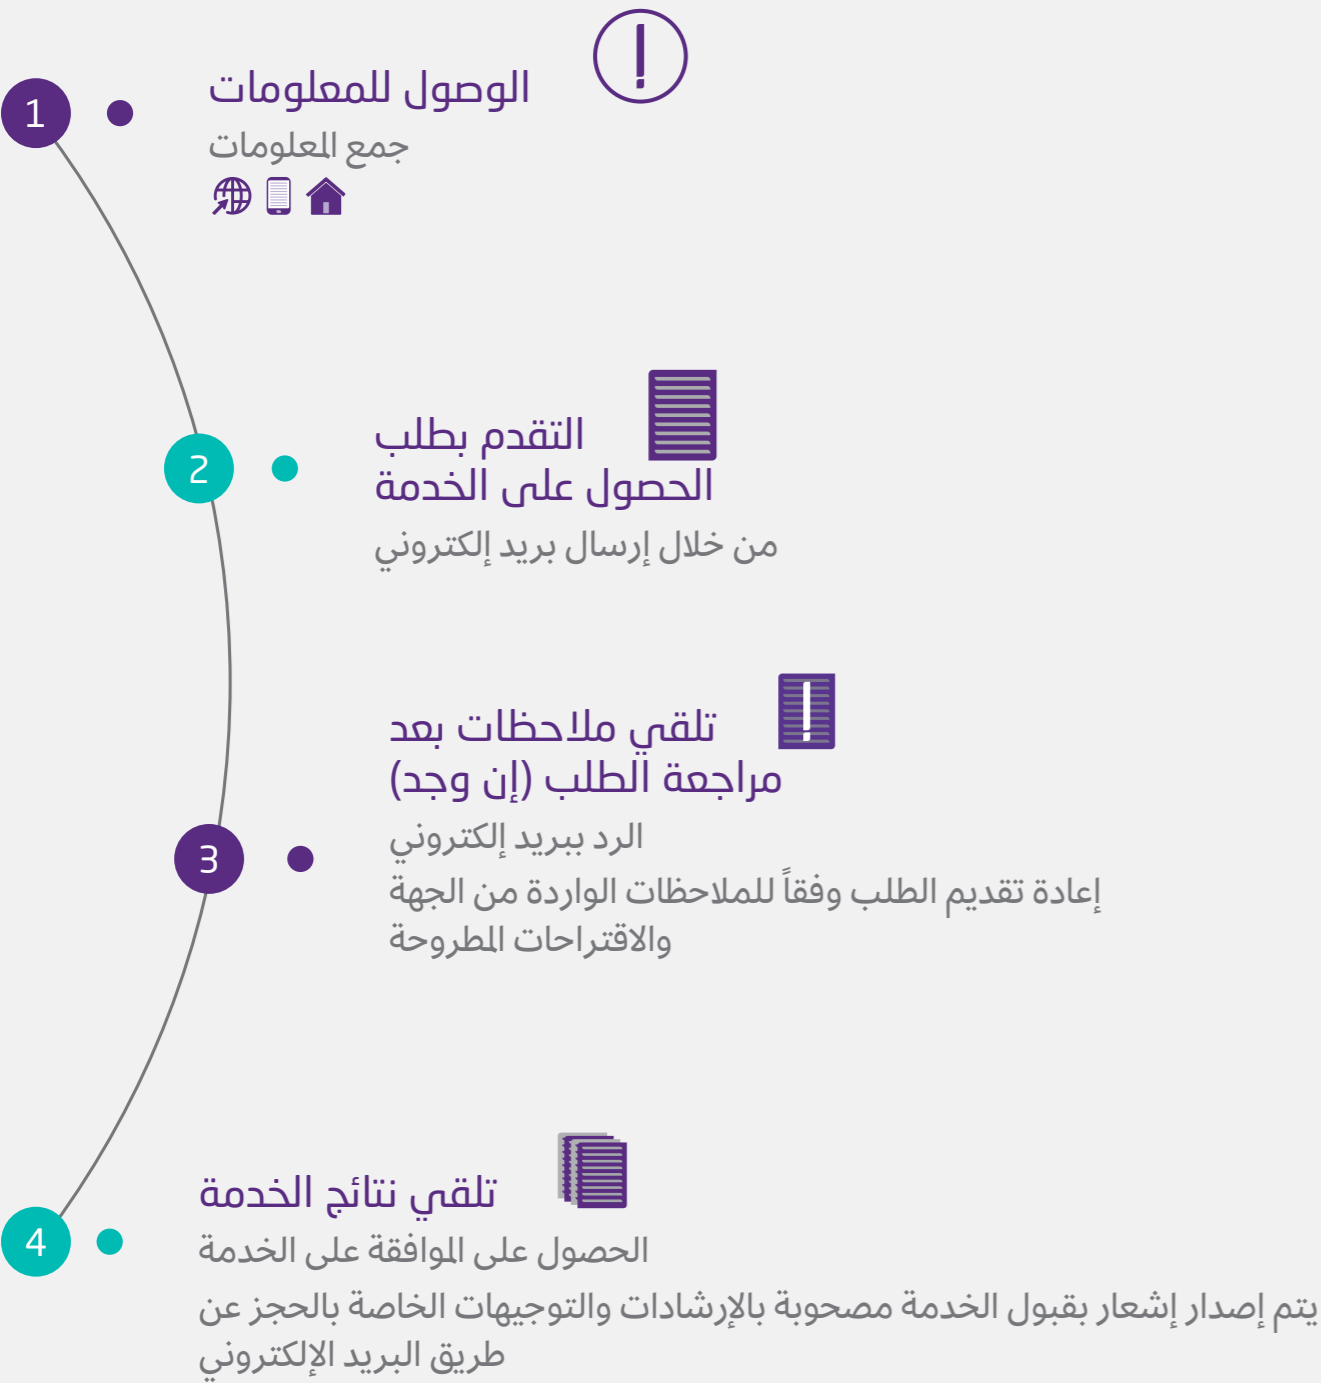 1
الوصول للمعلومات
جمع المعلومات
2
التقدم بطلب
الحصول على الخدمة
من خلال إرسال بريد إلكتروني
3
تلقي ملاحظات بعد
مراجعة الطلب (إن وجد)
الرد ببريد إلكتروني
إعادة تقديم الطلب وفقاً للملاحظات الواردة من الجهة
والاقتراحات المطروحة
4
تلقي نتائج الخدمة
الحصول على الموافقة على الخدمة
يتم إصدار إشعار بقبول الخدمة مصحوبة بالإرشادات والتوجيهات الخاصة بالحجز عن
طريق البريد الإلكتروني